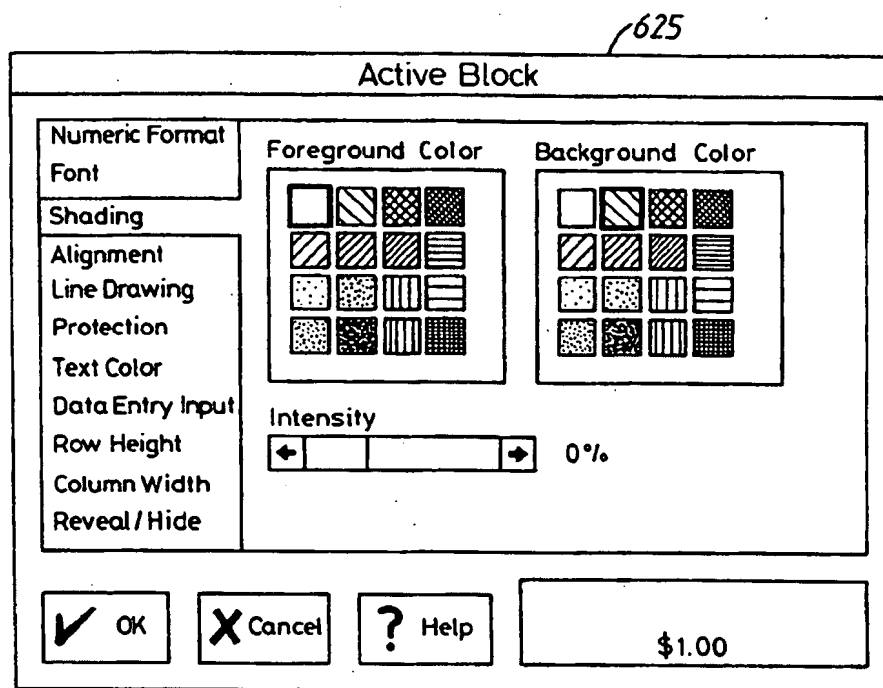 625
Active Block
Numeric Format
Font
Shading
Alignment
Line Drawing
Protection
Text Color
Data Entry Input
Row Height
Column Width
Reveal/Hide
Foreground Color
Background Color
Intensity
0%
OK
Cancel
? Help
$1.00